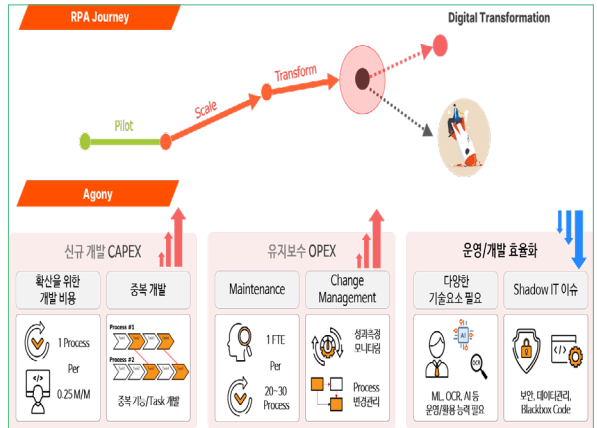 RPA Journey
Digital Transformation
Pilot
Scale
Transform
Agony
신규 개발 CAPEX
유지보수 OPEX
운영/개발 효율화
확산을 위한
개발 비용
중복 개발
Maintenance
Change
Management
다양한
기술요소 필요
Shadow IT 이슈
1 Process
Per
0.25 M/M
Process #1
Process #2
중복 기능/Task 개발
1 FTE
Per
20~30
Process
성과측정
모니터링
Process
변경관리
AI
OCR
ML, OCR, AI 등
운영/활용 능력 필요
보안, 데이터관리,
Blackbox Code